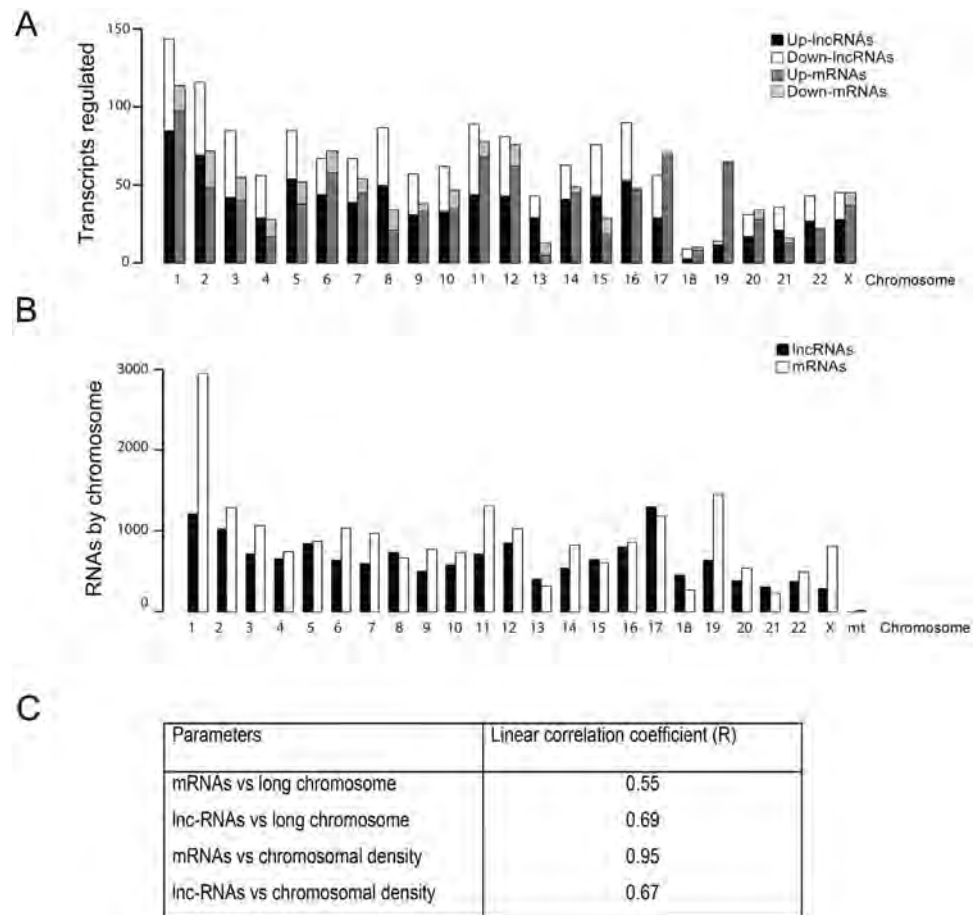 A
150
100
50
0
Transcripts regulated
Up-lncRNAs
Down-lncRNAs
Up-mRNAs
Down-mRNAs
1 2 3 4 5 6 7 8 9 10 11 12 13 14 15 16 17 18 19 20 21 22 X Chromosome
B
3000
2000
1000
0
RNAs by chromosome
lncRNAs
mRNAs
1 2 3 4 5 6 7 8 9 10 11 12 13 14 15 16 17 18 19 20 21 22 X mt Chromosome
C
Parameters Linear correlation coefficient (R)
mRNAs vs long chromosome 0.55
lnc-RNAs vs long chromosome 0.69
mRNAs vs chromosomal density 0.95
lnc-RNAs vs chromosomal density 0.67